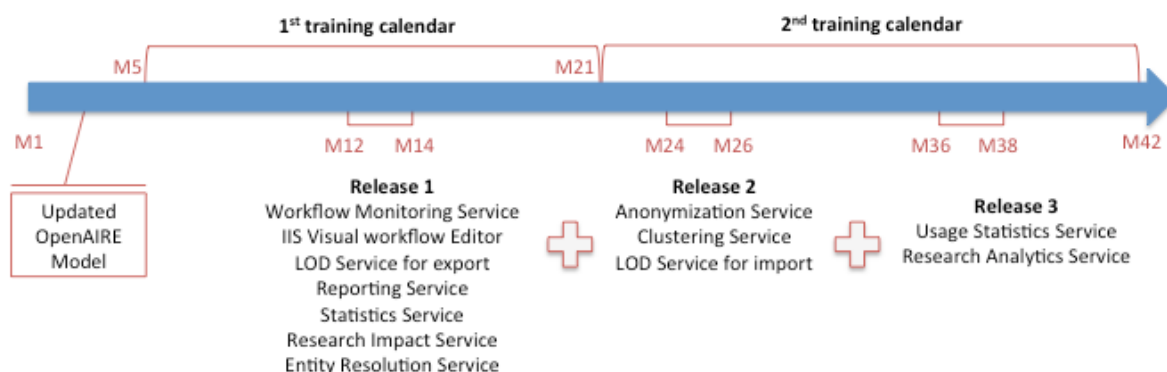 1st training calendar
2nd training calendar
M5
M21
M1
M12
M14
M24
M26
M36
M38
M42
Updated
OpenAIRE
Model
Release 1
Workflow Monitoring Service
IIS Visual workflow Editor
LOD Service for export
Reporting Service
Statistics Service
Research Impact Service
Entity Resolution Service
Release 2
Anonymization Service
Clustering Service
LOD Service for import
Release 3
Usage Statistics Service
Research Analytics Service